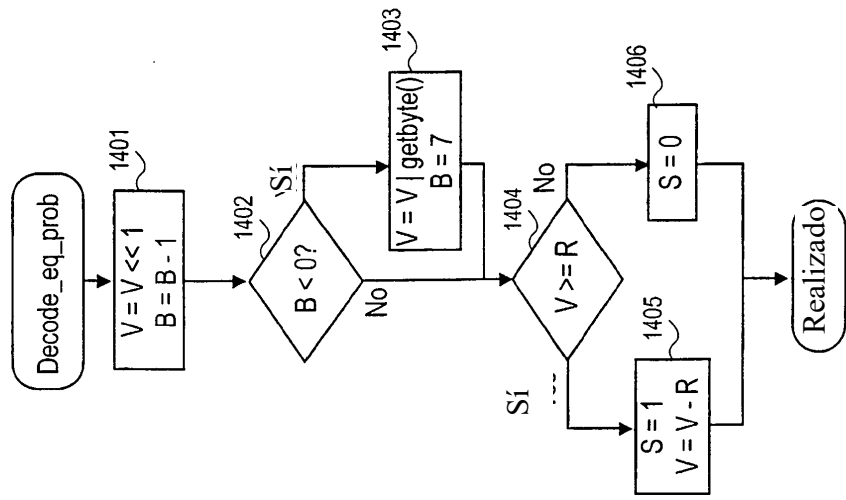 Decode_eq_prob
1401
V = V << 1
B = B - 1
1402
B < 0?
Sí
No
1403
V = V | getbyte()
B = 7
1404
V >= R
Sí
No
1405
S = 1
V = V - R
1406
S = 0
Realizado